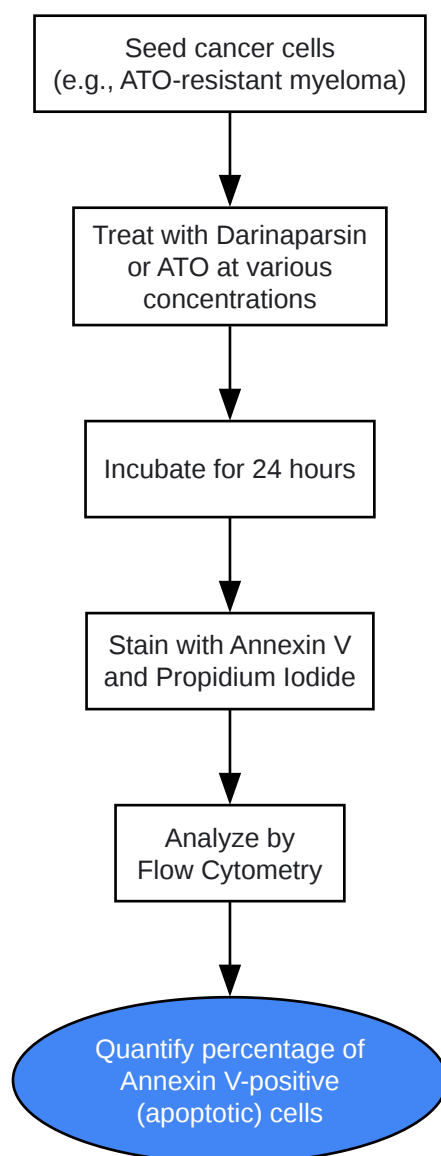 Seed cancer cells
(e.g., ATO-resistant myeloma)
Treat with Darinaparsin
or ATO at various
concentrations
Incubate for 24 hours
Stain with Annexin V
and Propidium Iodide
Analyze by
Flow Cytometry
Quantify percentage of
Annexin V-positive
(apoptotic) cells